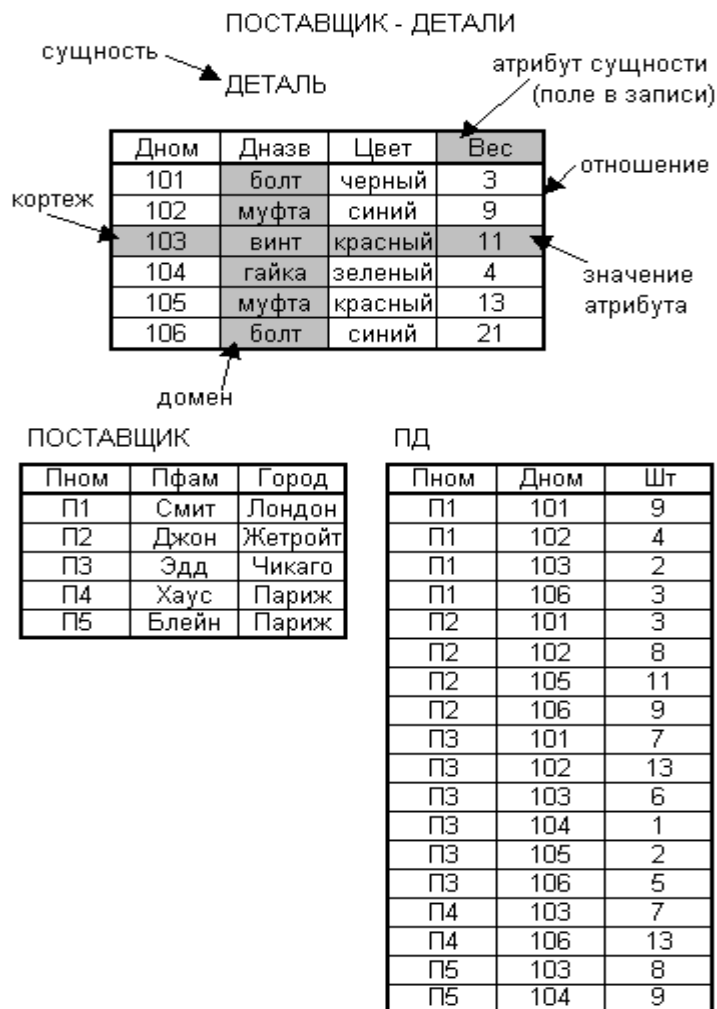 ПОСТАВЩИК - ДЕТАЛИ
сущность
ДЕТАЛЬ
атрибут сущности
(поле в записи)
Дном Дназв Цвет Вес
101 болт черный 3
отношение
кортеж
102 муфта синий 9
103 винт красный 11
104 гайка зеленый 4
значение
атрибута
105 муфта красный 13
106 болт синий 21
домен
ПОСТАВЩИК
Пном Пфам Город
П1 Смит Лондон
П2 Джон Жетройт
П3 Эдд Чикаго
П4 Хаус Париж
П5 Блейн Париж
ПД
Пном Дном Шт
П1 101 9
П1 102 4
П1 103 2
П1 106 3
П2 101 3
П2 102 8
П2 105 11
П2 106 9
П3 101 7
П3 102 13
П3 103 6
П3 104 1
П3 105 2
П3 106 5
П4 103 7
П4 106 13
П5 103 8
П5 104 9